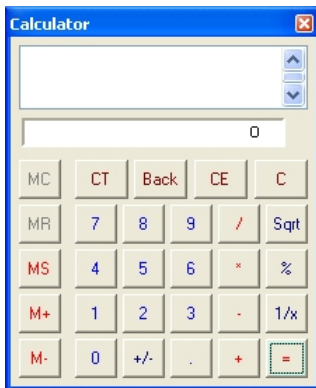 Calculator
0
MC CT Back CE C
MR 7 8 9 / Sqrt
MS 4 5 6 * %
M+ 1 2 3 - 1/x
M- 0 +/- . + =